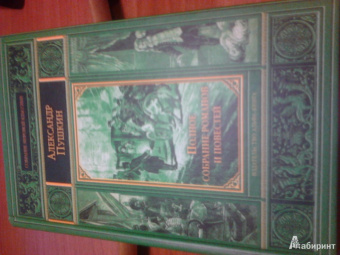 АЛЕКСАНДР
ПУШКИН
ПОЛНОЕ
СОБРАНИЕ РОМАНОВ
И ПОВЕСТЕЙ
Лабиринт